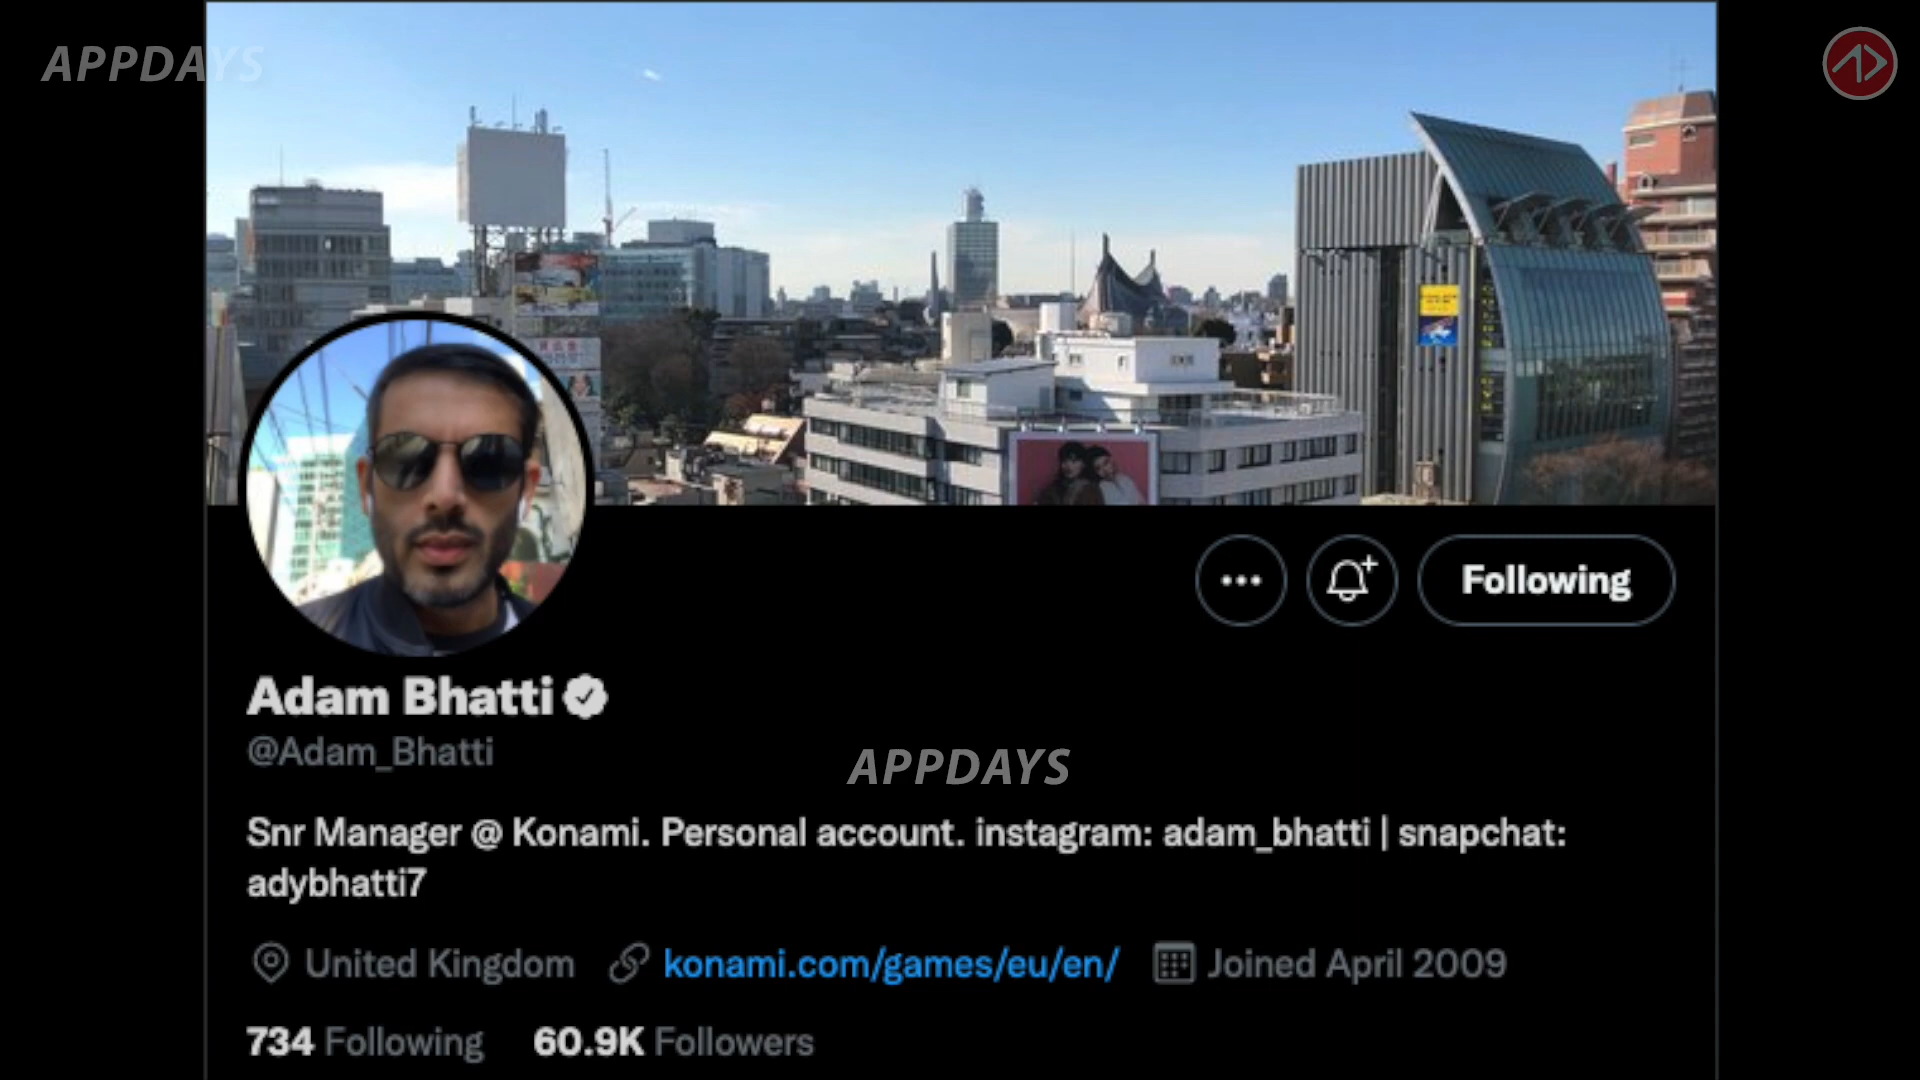 APPDAYS
Adam Bhatti
@Adam_Bhatti
APPDAYS
Snr Manager @ Konami. Personal account. instagram: adam_bhatti | snapchat:
adybhatti7
Following
United Kingdom konami.com/games/eu/en/ Joined April 2009
734 Following 60.9K Followers